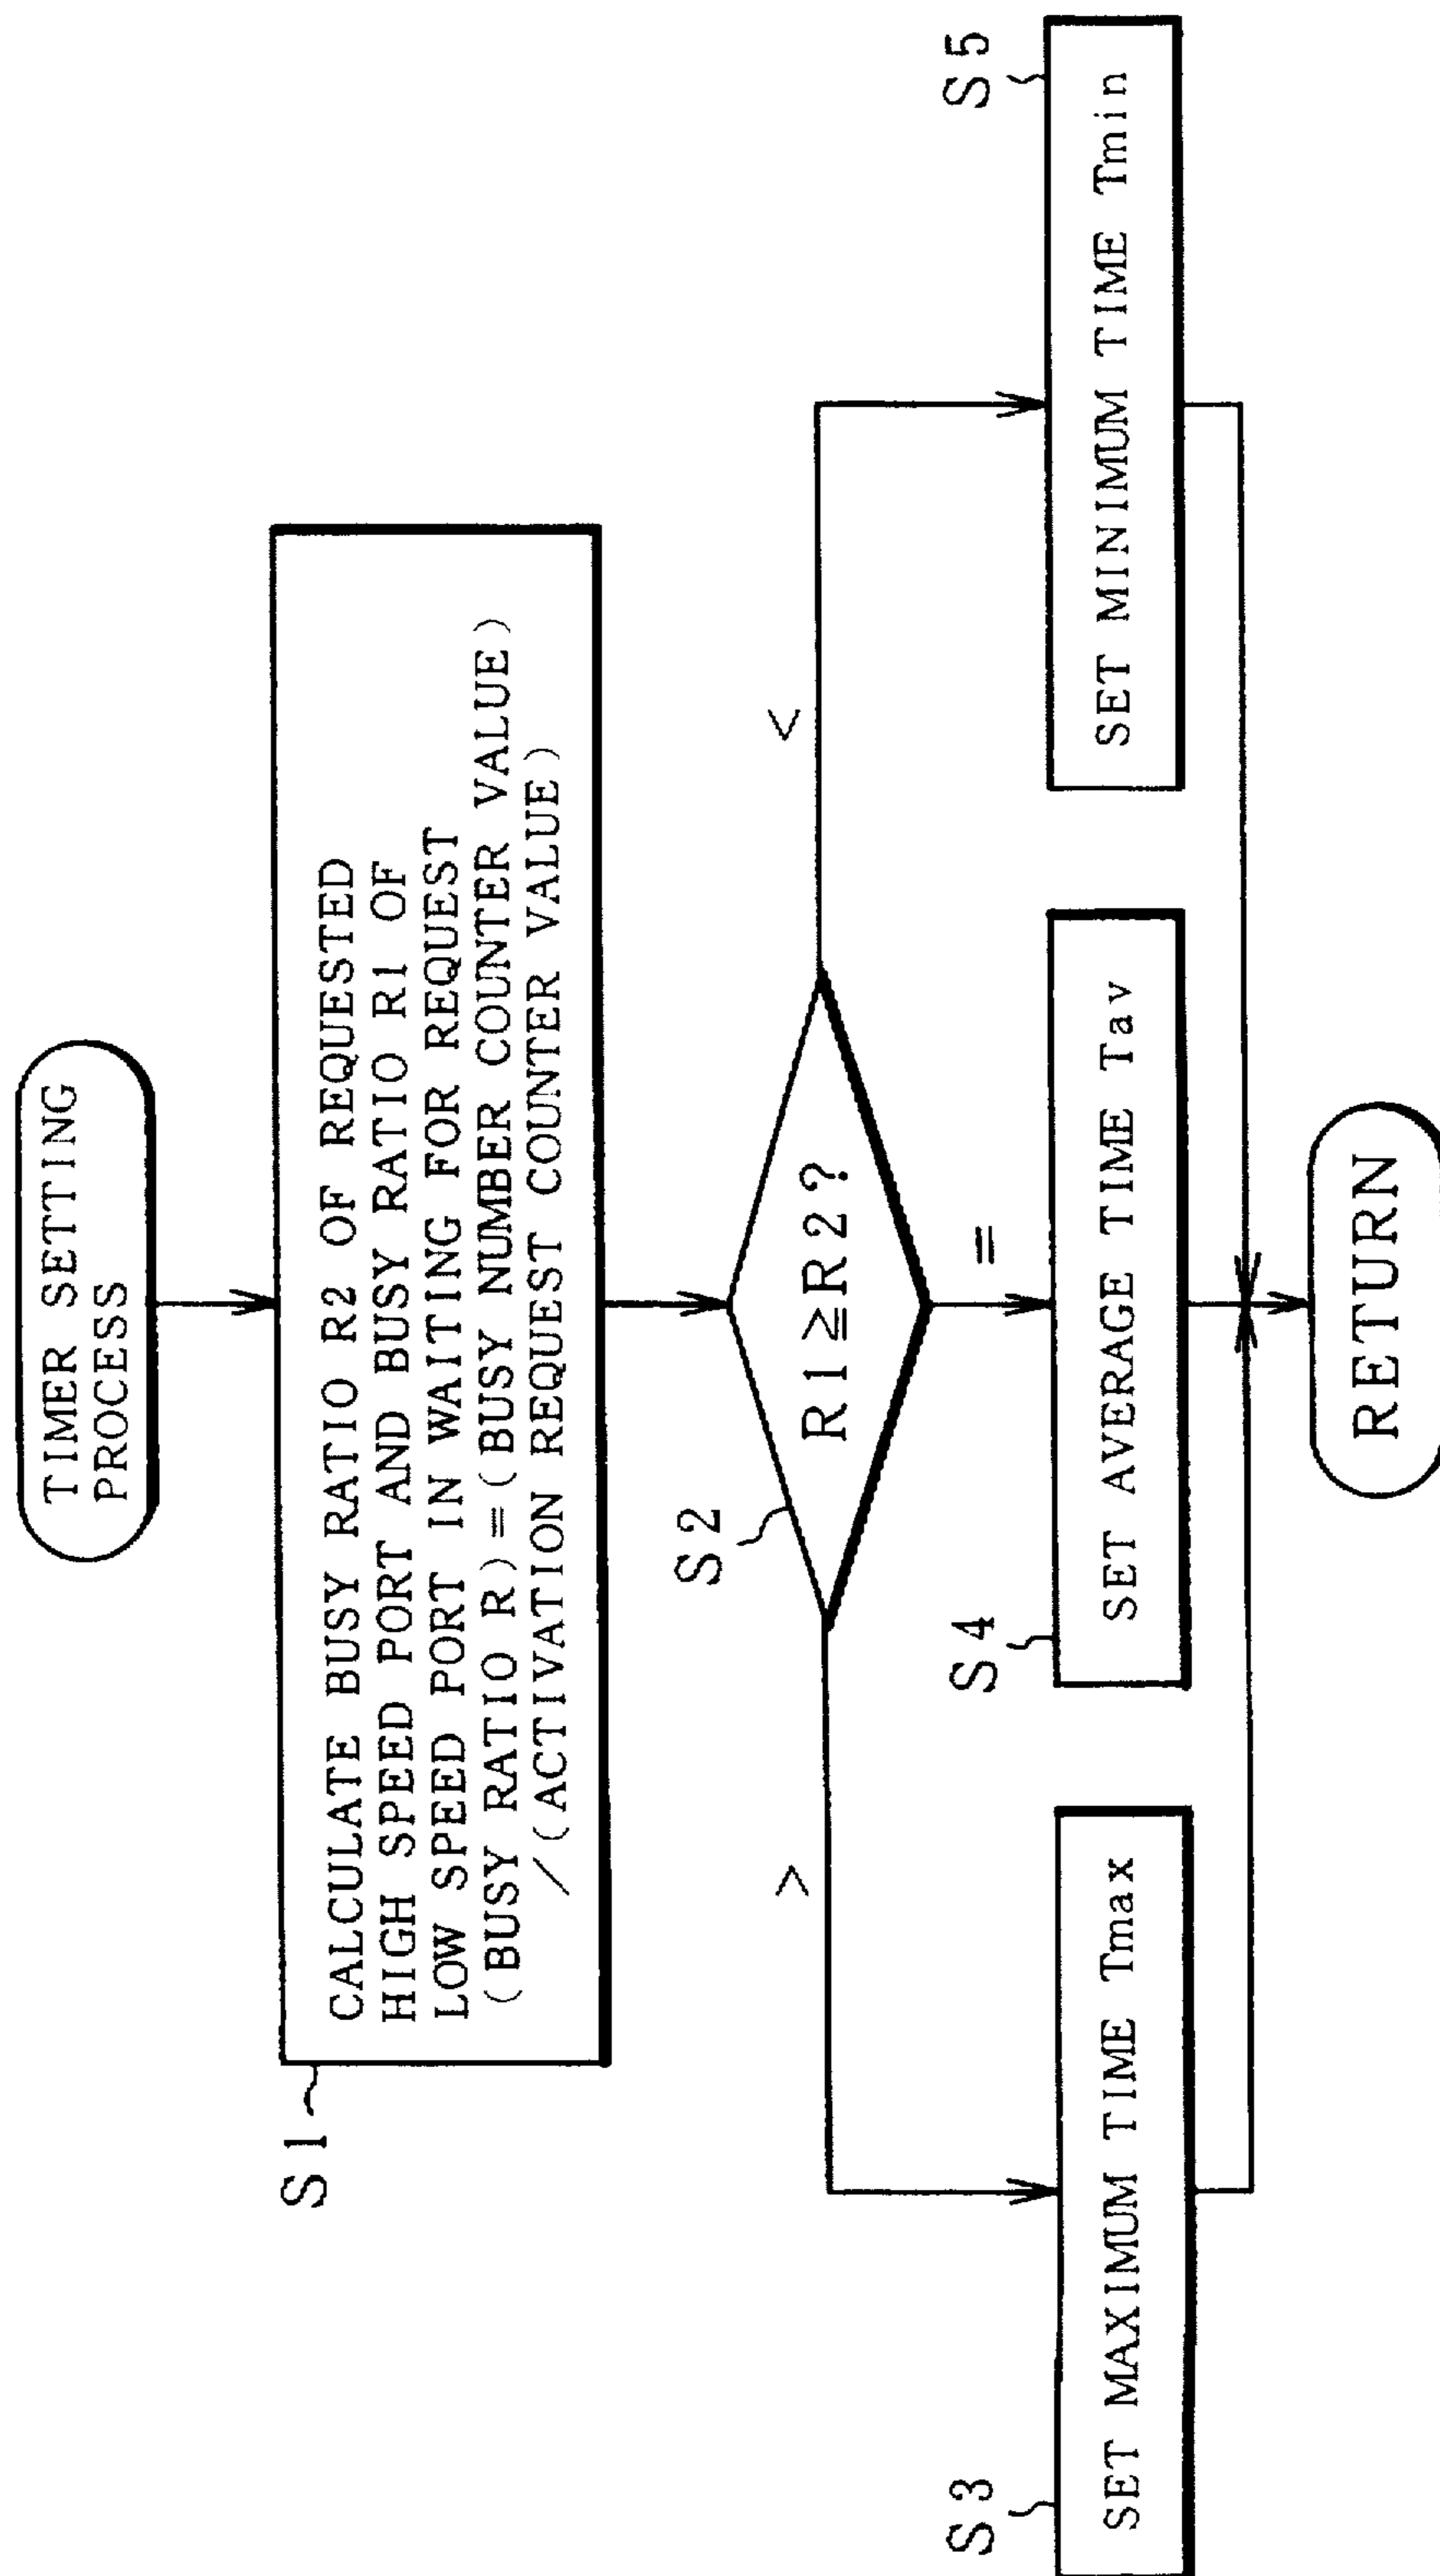 TIMER SETTING
PROCESS
S1
CALCULATE BUSY RATIO R2 OF REQUESTED
HIGH SPEED PORT AND BUSY RATIO R1 OF
LOW SPEED PORT IN WAITING FOR REQUEST
(BUSY RATIO R)=(BUSY NUMBER COUNTER VALUE)
/(ACTIVATION REQUEST COUNTER VALUE)
S2
R1≧R2?
>
=
<
S3
SET MAXIMUM TIME Tmax
S4
SET AVERAGE TIME Tav
S5
SET MINIMUM TIME Tmin
RETURN